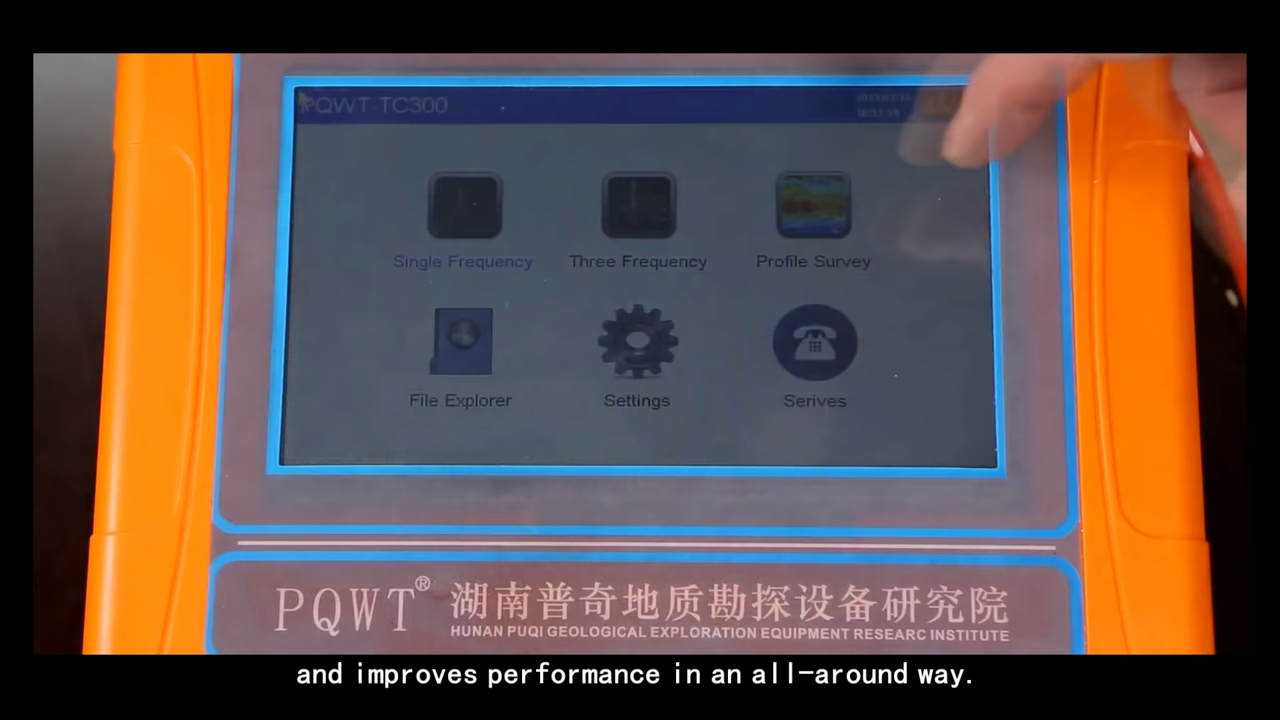 PQWT-TC300
Single Frequency
Three Frequency
Profile Survey
File Explorer
Settings
Serives
PQWT®
湖南普奇地质勘探设备研究院
HUNAN PUQI GEOLOGICAL EXPLORATION EQUIPMENT RESEARC INSTITUTE
and improves performance in an all-around way.